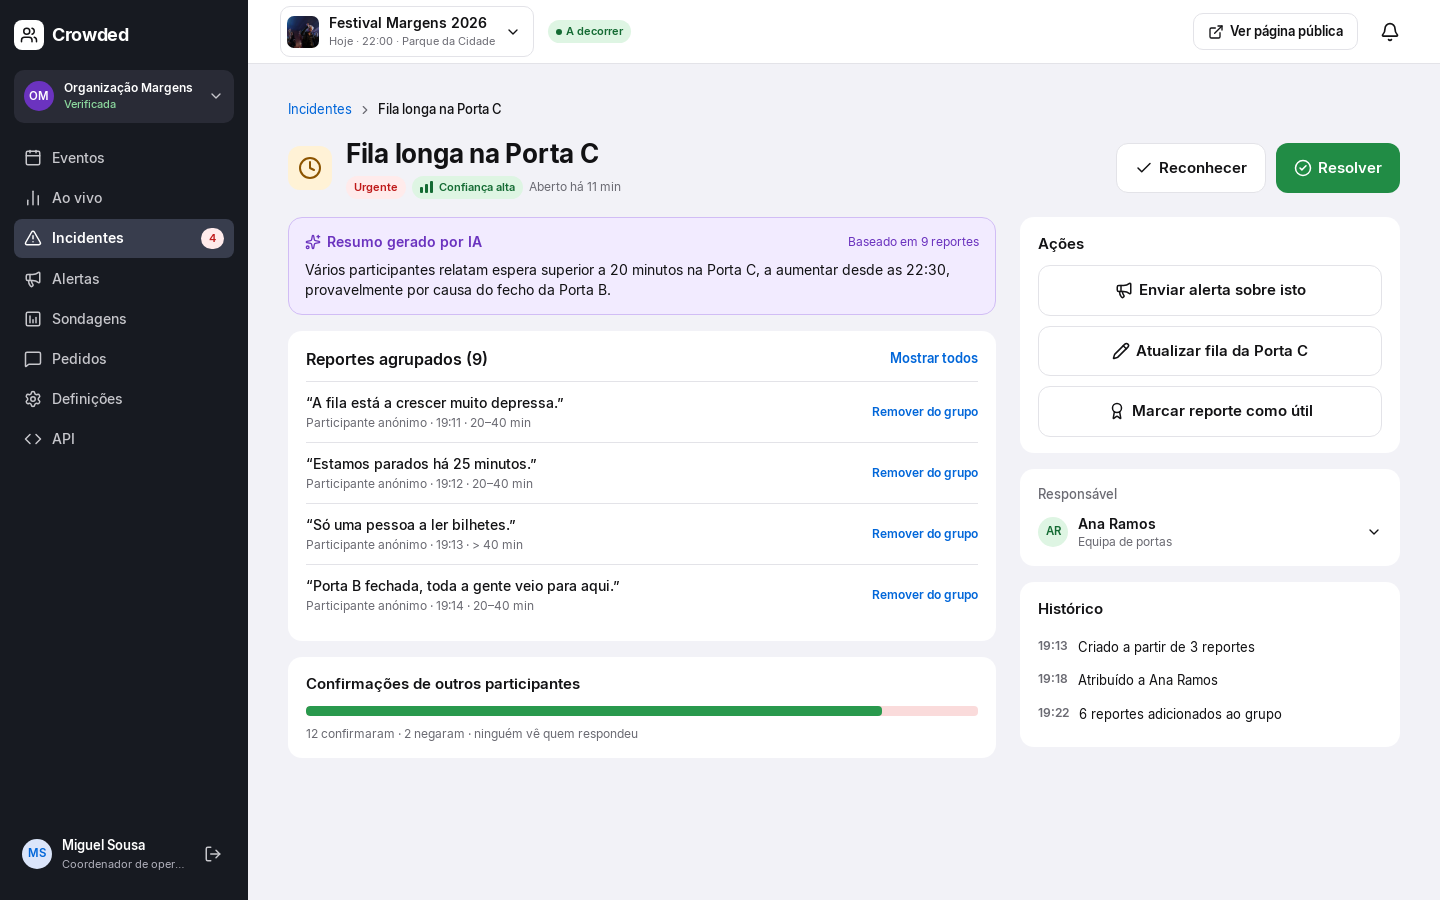 Crowded
OM
Organização Margens
Verificada
Eventos
Ao vivo
Incidentes
4
Alertas
Sondagens
Pedidos
Definições
API
MS
Miguel Sousa
Coordenador de oper...
Festival Margens 2026
Hoje · 22:00 · Parque da Cidade
A decorrer
Ver página pública
Incidentes
Fila longa na Porta C
Fila longa na Porta C
Urgente
Confiança alta
Aberto há 11 min
Reconhecer
Resolver
Resumo gerado por IA
Baseado em 9 reportes
Vários participantes relatam espera superior a 20 minutos na Porta C, a aumentar desde as 22:30,
provavelmente por causa do fecho da Porta B.
Reportes agrupados (9)
Mostrar todos
“A fila está a crescer muito depressa.”
Participante anónimo · 19:11 · 20–40 min
Remover do grupo
“Estamos parados há 25 minutos.”
Participante anónimo · 19:12 · 20–40 min
Remover do grupo
“Só uma pessoa a ler bilhetes.”
Participante anónimo · 19:13 · > 40 min
Remover do grupo
“Porta B fechada, toda a gente veio para aqui.”
Participante anónimo · 19:14 · 20–40 min
Remover do grupo
Confirmações de outros participantes
12 confirmaram · 2 negaram · ninguém vê quem respondeu
Ações
Enviar alerta sobre isto
Atualizar fila da Porta C
Marcar reporte como útil
Responsável
AR
Ana Ramos
Equipa de portas
Histórico
19:13 Criado a partir de 3 reportes
19:18 Atribuído a Ana Ramos
19:22 6 reportes adicionados ao grupo